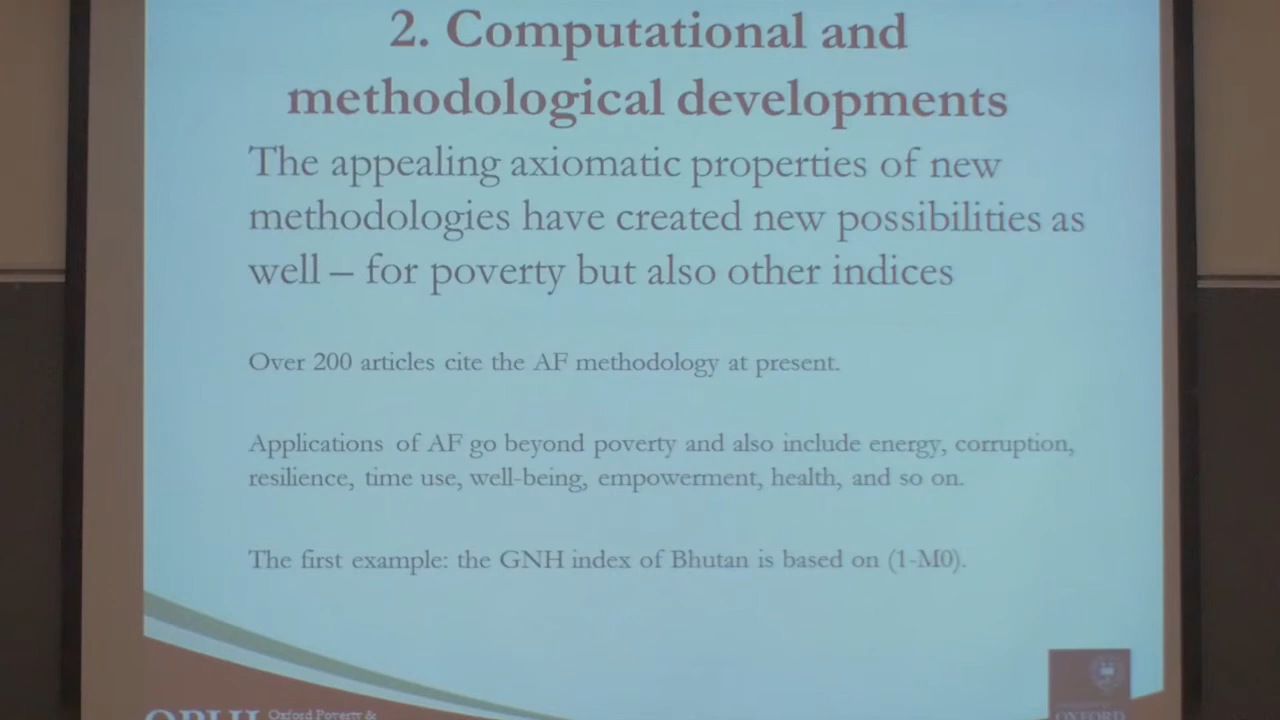 2. Computational and
methodological developments
The appealing axiomatic properties of new
methodologies have created new possibilities as
well – for poverty but also other indices
Over 200 articles cite the AF methodology at present.
Applications of AF go beyond poverty and also include energy, corruption,
resilience, time use, well-being, empowerment, health, and so on.
The first example: the GNH index of Bhutan is based on (1-M0).
OPHI Oxford Poverty &
OXFORD